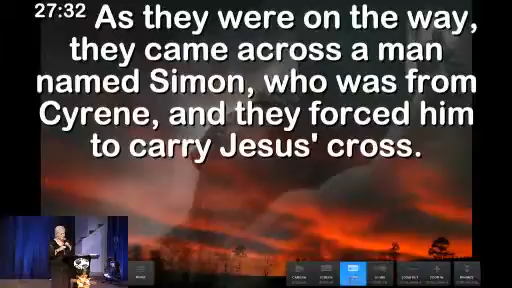 27:32 As they were on the way,
they came across a man
named Simon, who was from
Cyrene, and they forced him
to carry Jesus' cross.